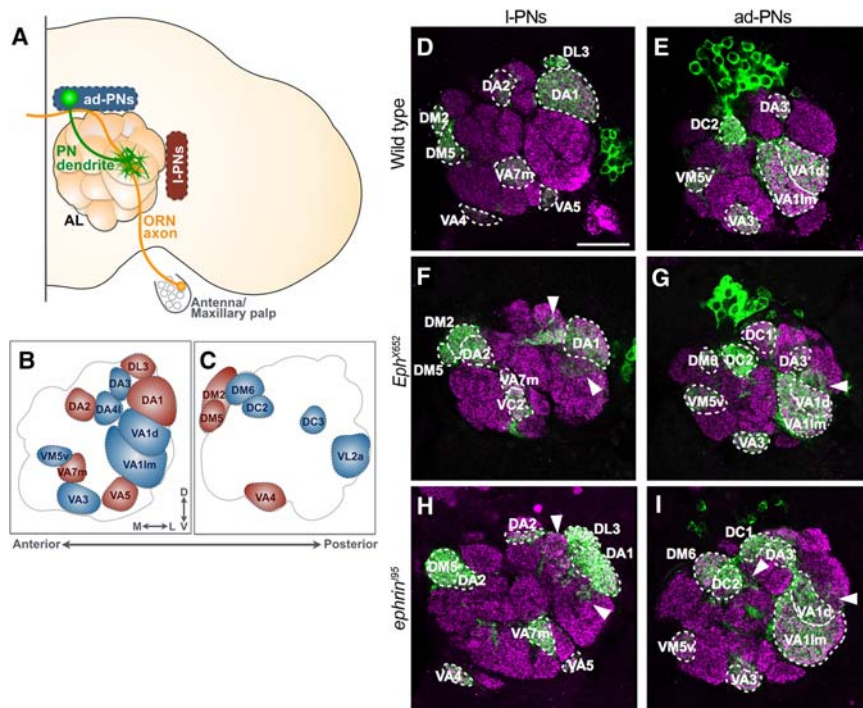 A
ad-PNs
PN
dendrite
l-PNs
AL
ORN
axon
Antenna/
Maxillary palp
B
DL3
DA3
DA2
DA4l
DA1
VA1d
VM5v
VA1lm
VA7m
VA3
VA5
D
M L
V
C
DM6
DM2
DC2
DM5
DC3
VL2a
VA4
Anterior
Posterior
l-PNs
ad-PNs
Wild type
D
DL3
DA2
DA1
DM2
DM5
VA7m
VA4
VA5
E
DA3
DC2
VM5v
VA1d
VA1lm
VA3
Eph^X652
F
DM2
DA1
DA2
DM5
VA7m
VC2
G
DC1
DM6
DC2
DA3
VM5v
VA1d
VA1lm
VA3
ephrin^I95
H
DA2
DL3
DA1
DM5
DA2
VA7m
VA4
VA5
I
DC1
DM6
DA3
DC2
VA1d
VM5v
VA1lm
VA3